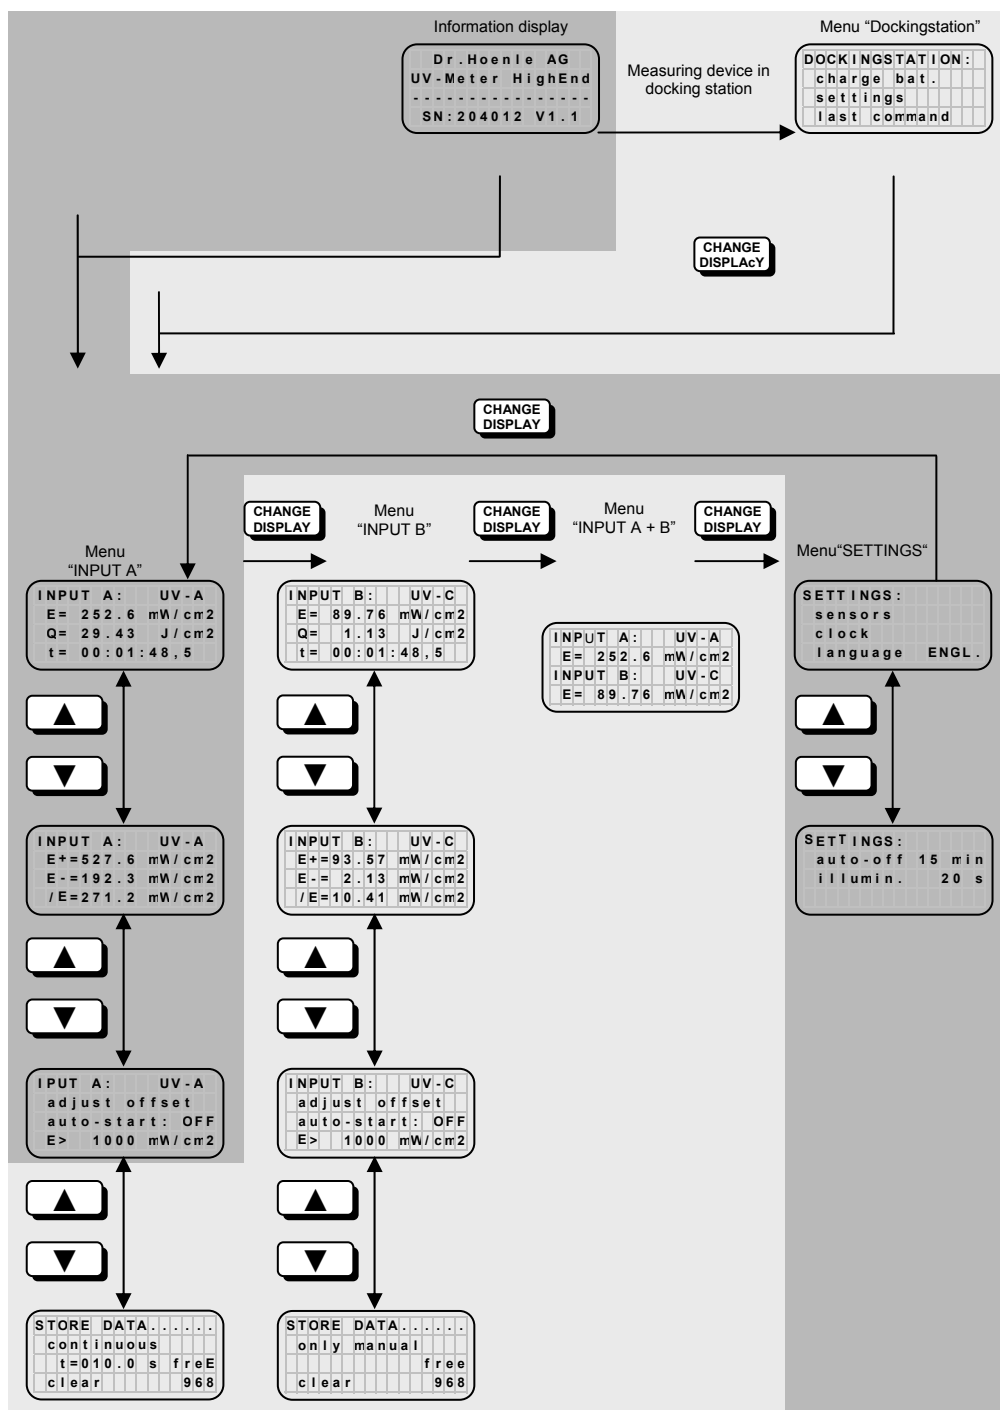 Information display
Dr.Hoenle AG
UV-Meter HighEnd
----------------
SN:204012 V1.1
Measuring device in
docking station
Menu “Dockingstation”
DOCKINGSTATION:
charge bat.
settings
last command
CHANGE
DISPLAcY
CHANGE
DISPLAY
CHANGE
DISPLAY
Menu
“INPUT B”
CHANGE
DISPLAY
Menu
“INPUT A + B”
CHANGE
DISPLAY
Menu
“INPUT A”
Menu“SETTINGS“
INPUT A: UV-A
E= 252.6 mW/cm2
Q= 29.43 J/cm2
t= 00:01:48,5
INPUT B: UV-C
E= 89.76 mW/cm2
Q= 1.13 J/cm2
t= 00:01:48,5
INPUT A: UV-A
E= 252.6 mW/cm2
INPUT B: UV-C
E= 89.76 mW/cm2
SETTINGS:
sensors
clock
language ENGL.
INPUT A: UV-A
E+=527.6 mW/cm2
E-=192.3 mW/cm2
/E=271.2 mW/cm2
INPUT B: UV-C
E+=93.57 mW/cm2
E-= 2.13 mW/cm2
/E=10.41 mW/cm2
SETTINGS:
auto-off 15 min
illumin. 20 s
IPUT A: UV-A
adjust offset
auto-start: OFF
E> 1000 mW/cm2
INPUT B: UV-C
adjust offset
auto-start: OFF
E> 1000 mW/cm2
STORE DATA......
continuous
t=010.0 s freE
clear 968
STORE DATA......
only manual
free
clear 968